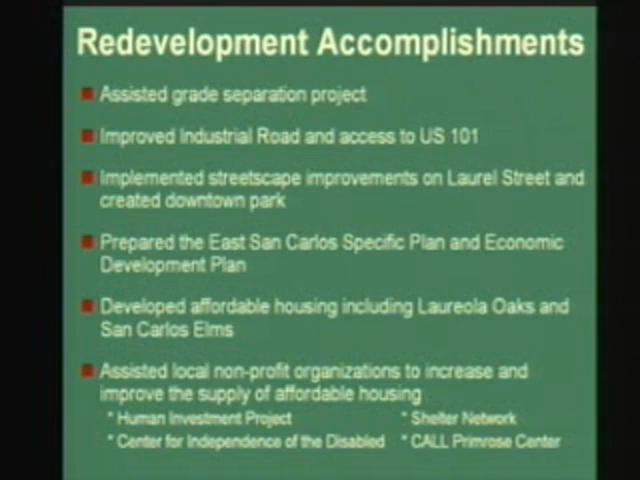 Redevelopment Accomplishments
Assisted grade separation project
Improved Industrial Road and access to US 101
Implemented streetscape improvements on Laurel Street and
created downtown park
Prepared the East San Carlos Specific Plan and Economic
Development Plan
Developed affordable housing including Laureola Oaks and
San Carlos Elms
Assisted local non-profit organizations to increase and
improve the supply of affordable housing
* Human Investment Project * Shelter Network
* Center for Independence of the Disabled * CALL Primrose Center